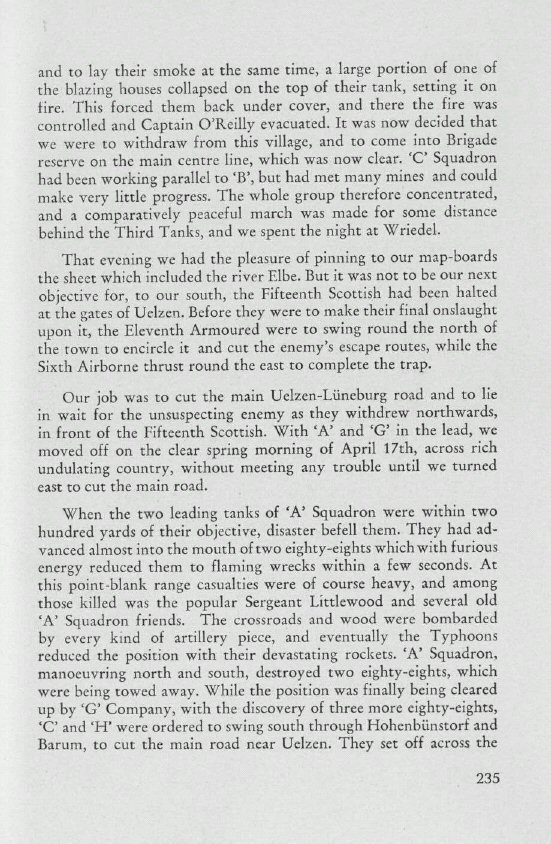 and to lay their smoke at the same time, a large portion of one of
the blazing houses collapsed on the top of their tank, setting it on
fire. This forced them back under cover, and there the fire was
controlled and Captain O'Reilly evacuated. It was now decided that
we were to withdraw from this village, and to come into Brigade
reserve on the main centre line, which was now clear. 'C' Squadron
had been working parallel to 'B', but had met many mines and could
make very little progress. The whole group therefore concentrated,
and a comparatively peaceful march was made for some distance
behind the Third Tanks, and we spent the night at Wriedel.
That evening we had the pleasure of pinning to our map-boards
the sheet which included the river Elbe. But it was not to be our next
objective for, to our south, the Fifteenth Scottish had been halted
at the gates of Uelzen. Before they were to make their final onslaught
upon it, the Eleventh Armoured were to swing round the north of
the town to encircle it and cut the enemy's escape routes, while the
Sixth Airborne thrust round the east to complete the trap.
Our job was to cut the main Uelzen-Lüneburg road and to lie
in wait for the unsuspecting enemy as they withdrew northwards,
in front of the Fifteenth Scottish. With 'A' and 'G' in the lead, we
moved off on the clear spring morning of April 17th, across rich
undulating country, without meeting any trouble until we turned
east to cut the main road.
When the two leading tanks of 'A' Squadron were within two
hundred yards of their objective, disaster befell them. They had ad-
vanced almost into the mouth of two eighty-eights which with furious
energy reduced them to flaming wrecks within a few seconds. At
this point-blank range casualties were of course heavy, and among
those killed was the popular Sergeant Littlewood and several old
'A' Squadron friends. The crossroads and wood were bombarded
by every kind of artillery piece, and eventually the Typhoons
reduced the position with their devastating rockets. 'A' Squadron,
manoeuvring north and south, destroyed two eighty-eights, which
were being towed away. While the position was finally being cleared
up by 'G' Company, with the discovery of three more eighty-eights,
'C' and 'H' were ordered to swing south through Hohenbünstorf and
Barum, to cut the main road near Uelzen. They set off across the
235